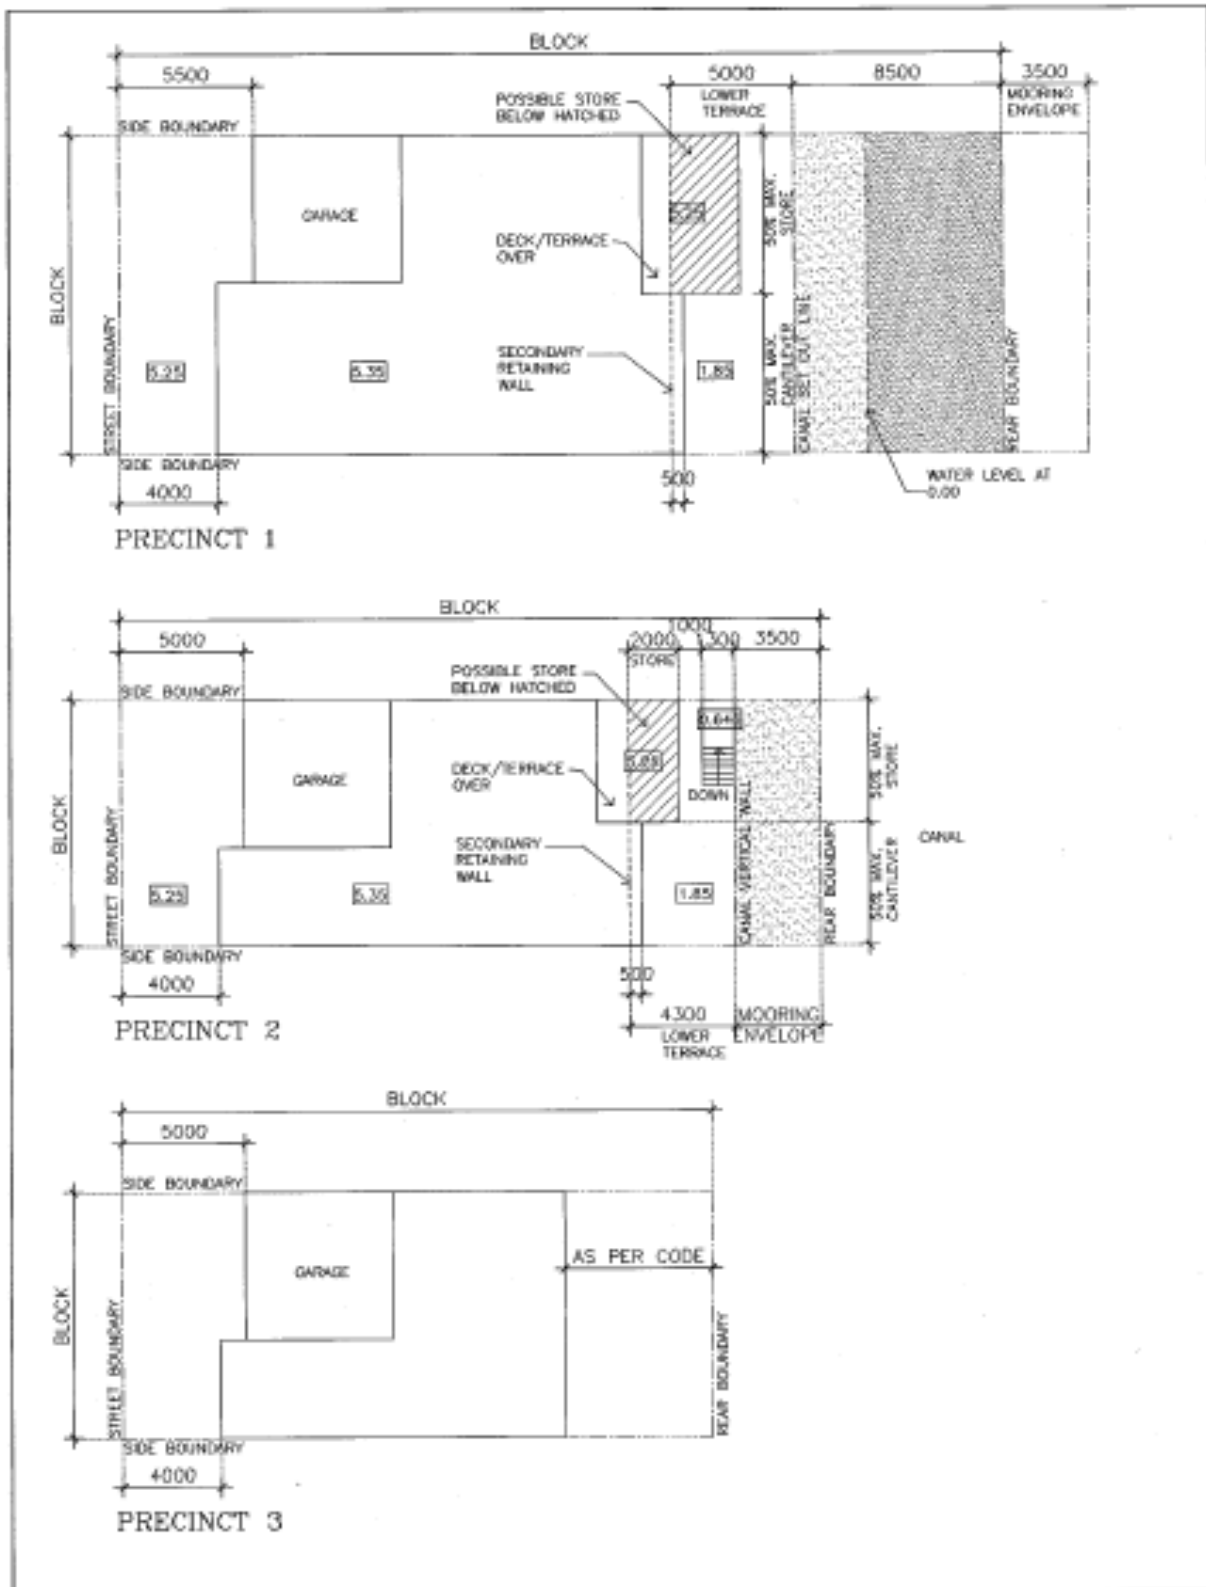 BLOCK
5500
5000
8500
3500
POSSIBLE STORE
BELOW HATCHED
LOWER
TERRACE
MOORING
ENVELOPE
SIDE BOUNDARY
GARAGE
50% MAX.
STORE
DECK/TERRACE
OVER
BLOCK
STREET BOUNDARY
SECONDARY
RETAINING
WALL
5.25
5.35
1.85
50% MAX.
CANTILEVER
CANAL SET OUT LINE
REAR BOUNDARY
SIDE BOUNDARY
4000
500
WATER LEVEL AT
0.00
PRECINCT 1
BLOCK
1000
5000
2000
300
3500
STORE
POSSIBLE STORE
BELOW HATCHED
SIDE BOUNDARY
GARAGE
DECK/TERRACE
OVER
DOWN
50% MAX.
STORE
BLOCK
STREET BOUNDARY
SECONDARY
RETAINING
WALL
CANAL VERTICAL WALL
REAR BOUNDARY
CANAL
5.25
5.35
1.85
50% MAX.
CANTILEVER
SIDE BOUNDARY
4000
500
4300
MOORING
ENVELOPE
LOWER
TERRACE
PRECINCT 2
BLOCK
5000
SIDE BOUNDARY
GARAGE
AS PER CODE
BLOCK
STREET BOUNDARY
REAR BOUNDARY
SIDE BOUNDARY
4000
PRECINCT 3